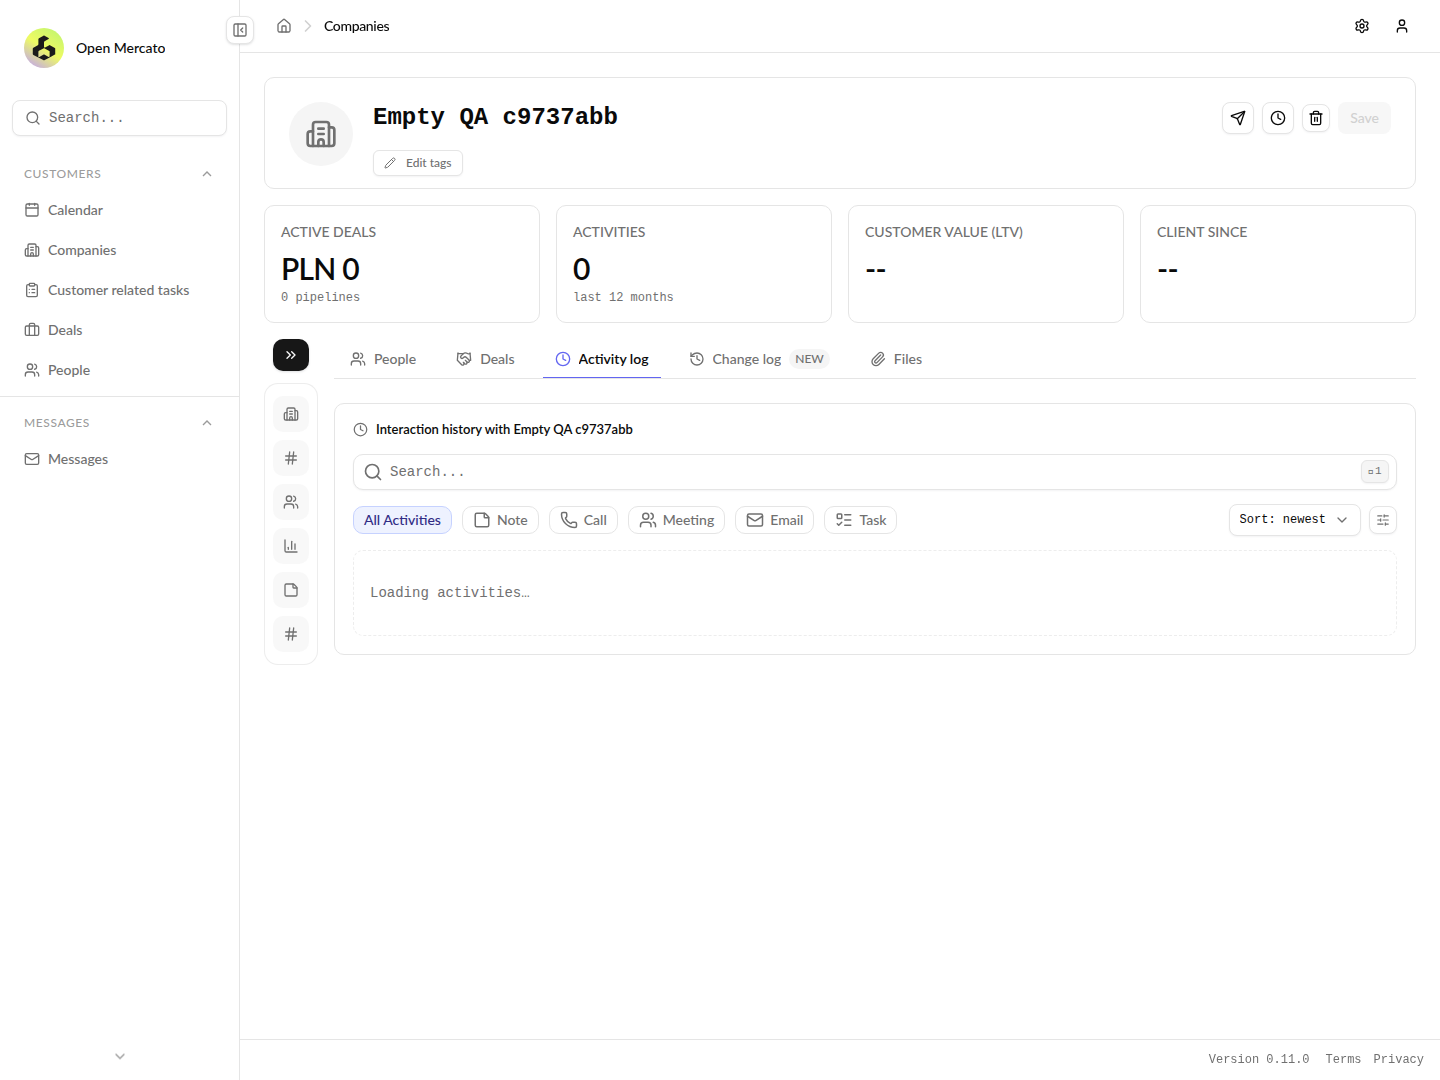 Open Mercato
Companies
Search...
CUSTOMERS
Calendar
Companies
Customer related tasks
Deals
People
MESSAGES
Messages
Empty QA c9737abb
Edit tags
Save
ACTIVE DEALS
PLN 0
0 pipelines
ACTIVITIES
0
last 12 months
CUSTOMER VALUE (LTV)
--
CLIENT SINCE
--
People
Deals
Activity log
Change log NEW
Files
Interaction history with Empty QA c9737abb
Search...
1
All Activities
Note
Call
Meeting
Email
Task
Sort: newest
Loading activities…
Version 0.11.0
Terms
Privacy